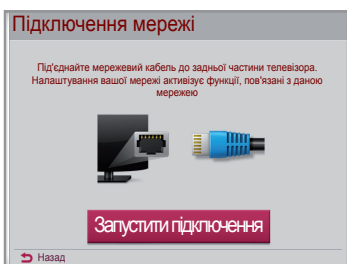 Підключення мережі
Під'єднайте мережевий кабель до задньої частини телевізора.
Налаштування вашої мережі активізує функції, пов'язані з даною
мережею
Запустити підключення
Назад